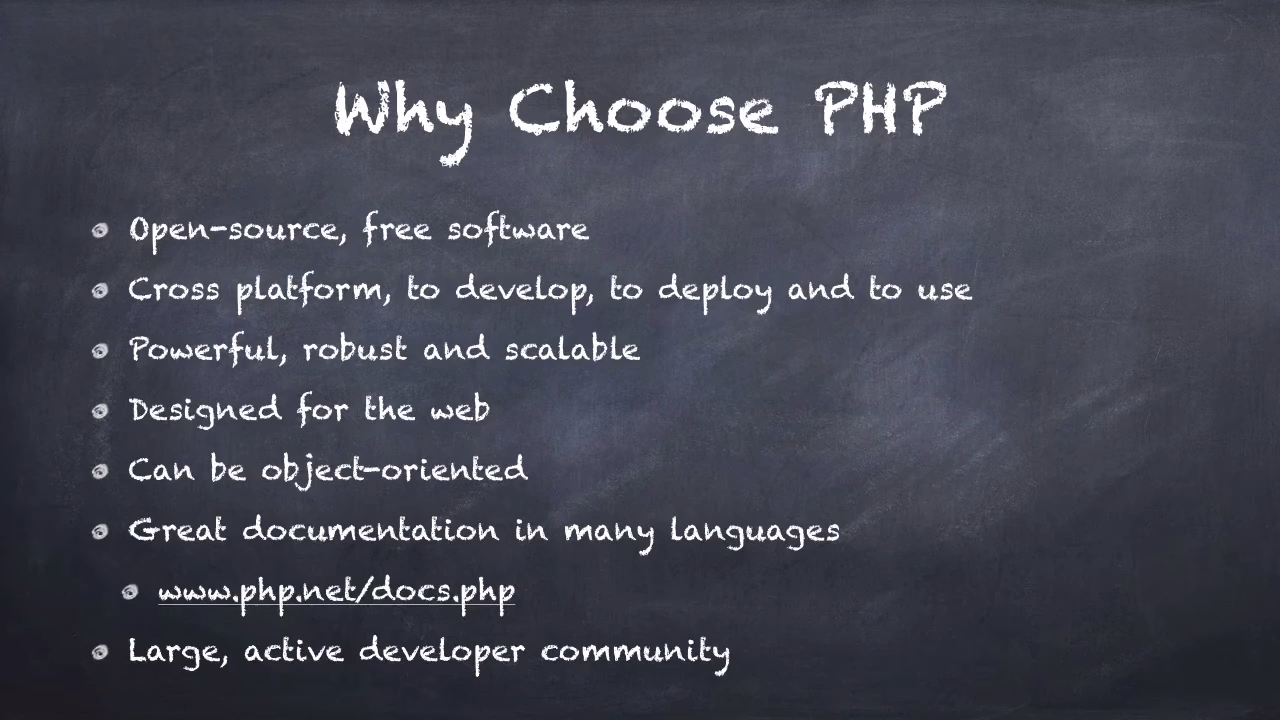 Why Choose PHP
Open-source, free software
Cross platform, to develop, to deploy and to use
Powerful, robust and scalable
Designed for the web
Can be object-oriented
Great documentation in many languages
www.php.net/docs.php
Large, active developer community